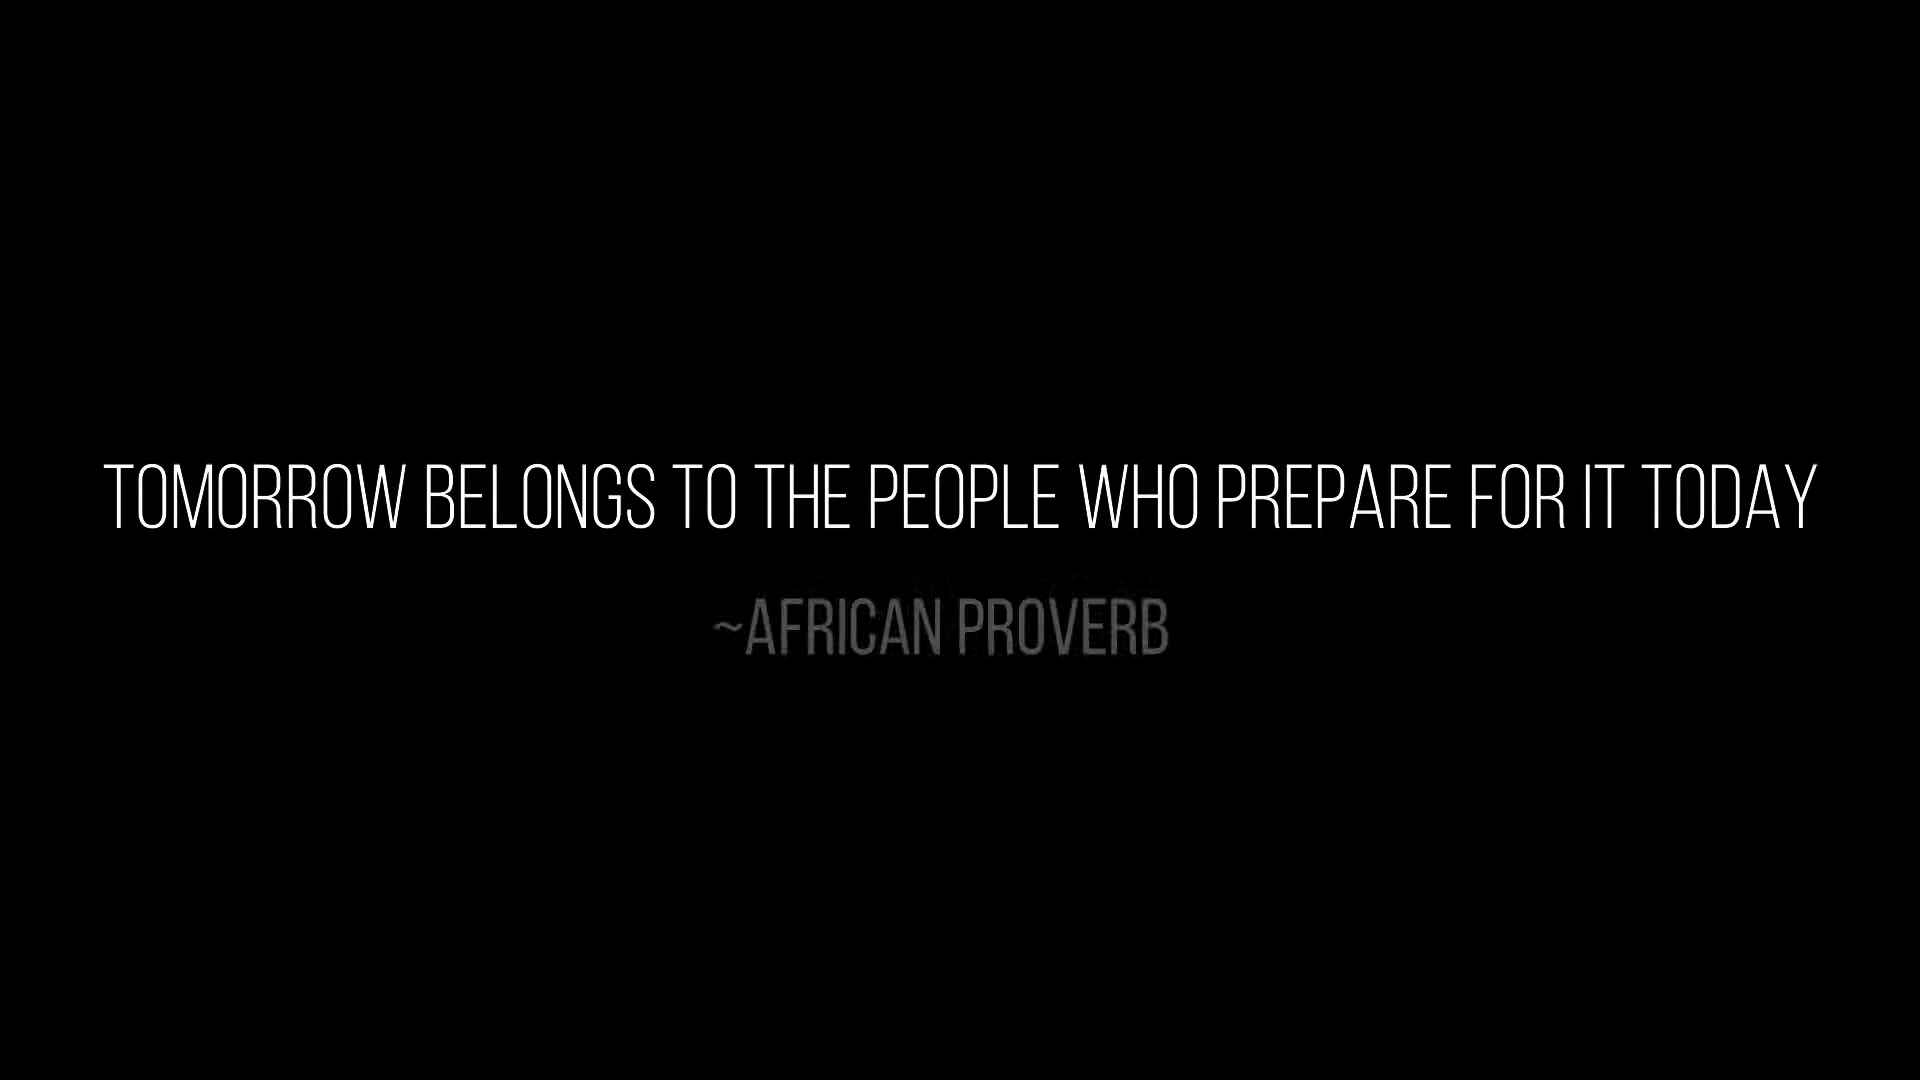 TOMORROW BELONGS TO THE PEOPLE WHO PREPARE FOR IT TODAY
~AFRICAN PROVERB